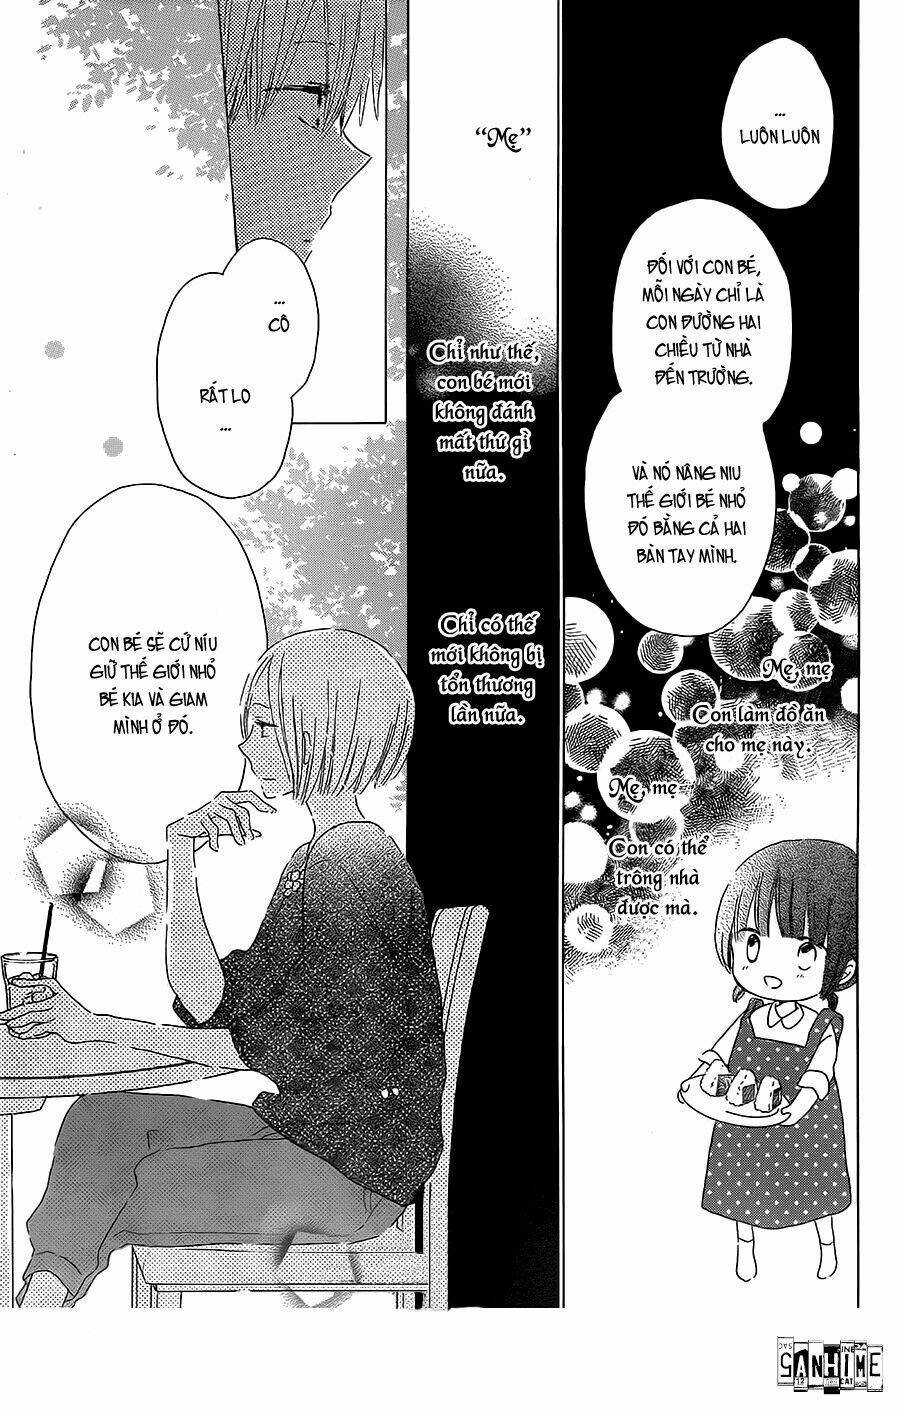 ...
LUÔN LUÔN
ĐỐI VỚI CON BÉ,
MỖI NGÀY CHỈ LÀ
CON ĐƯỜNG HAI
CHIỀU TỪ NHÀ
ĐẾN TRƯỜNG.
VÀ NÓ NÂNG NIU
THẾ GIỚI BÉ NHỎ
ĐÓ BẰNG CẢ HAI
BÀN TAY MÌNH.
Mẹ, mẹ
Con làm đồ ăn
cho mẹ này.
Mẹ, mẹ
Con có thể
trông nhà
được mà.
“Mẹ”
Chỉ như thế,
con bé mới
không đánh
mất thứ gì
nữa.
Chỉ có thế
mới không bị
tổn thương
lần nữa.
...
CÔ
RẤT LO
...
CON BÉ SẼ CỨ NÍU
GIỮ THẾ GIỚI NHỎ
BÉ KIA VÀ GIAM
MÌNH Ở ĐÓ.
SANHIME